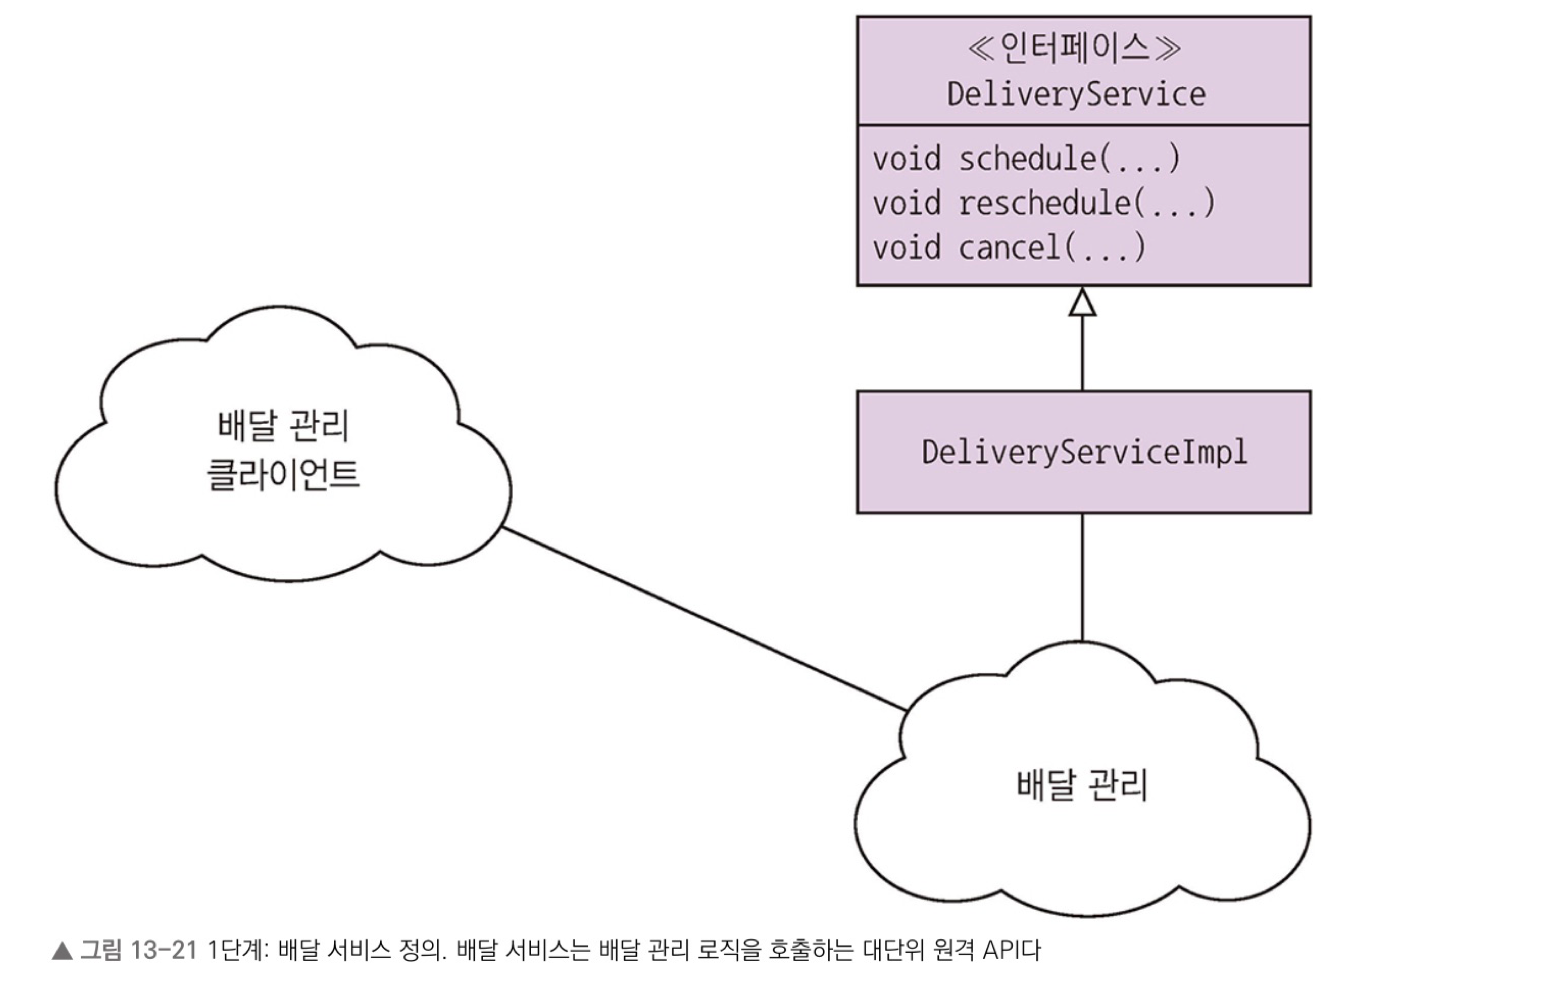 ≪인터페이스≫
DeliveryService
void schedule(...)
void reschedule(...)
void cancel(...)
DeliveryServiceImpl
배달 관리
클라이언트
배달 관리
▲ 그림 13-21 1단계: 배달 서비스 정의. 배달 서비스는 배달 관리 로직을 호출하는 대단위 원격 API다